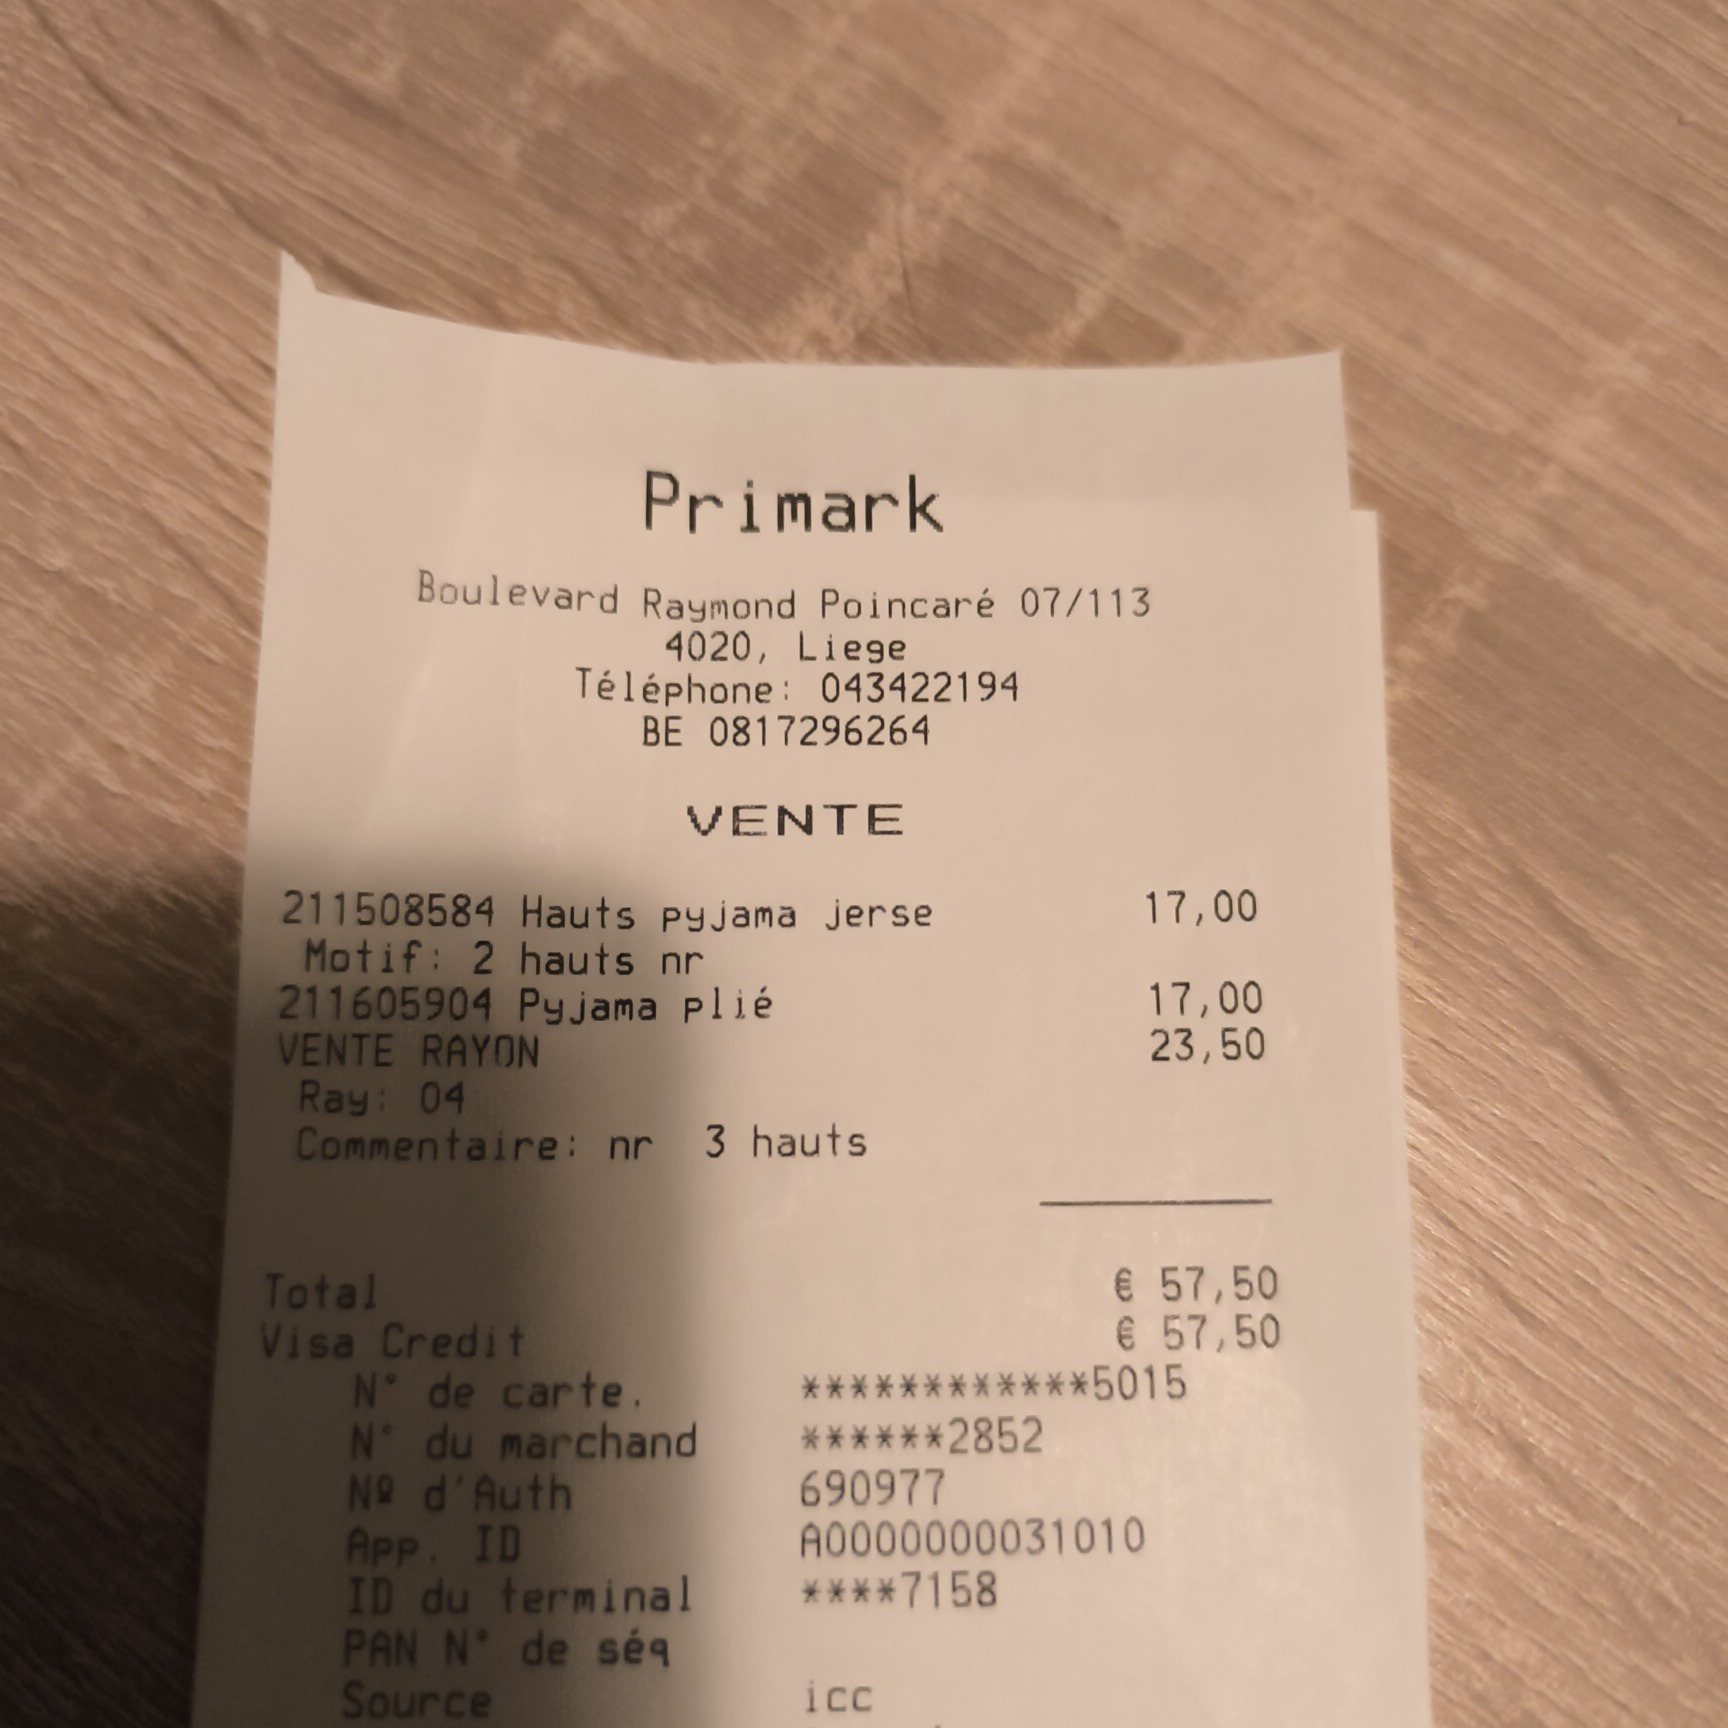 Primark
Boulevard Raymond Poincaré 07/113
4020, Liege
Téléphone: 043422194
BE 0817296264
VENTE
211508584 Hauts pyjama jerse 17,00
Motif: 2 hauts nr
211605904 Pyjama plié 17,00
VENTE RAYON 23,50
Ray: 04
Commentaire: nr  3 hauts
Total € 57,50
Visa Credit € 57,50
N° de carte. ************5015
N° du marchand ******2852
Nº d'Auth 690977
App. ID A0000000031010
ID du terminal ****7158
PAN N° de séq
Source icc